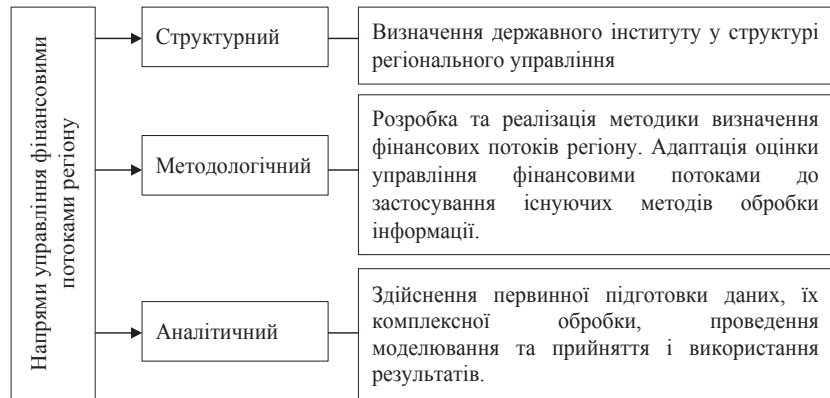 Напрями управління фінансовими
потоками регіону
Структурний
Визначення державного інституту у структурі
регіонального управління
Методологічний
Розробка та реалізація методики визначення
фінансових потоків регіону. Адаптація оцінки
управління фінансовими потоками до
застосування існуючих методів обробки
інформації.
Аналітичний
Здійснення первинної підготовки даних, їх
комплексної обробки, проведення
моделювання та прийняття і використання
результатів.